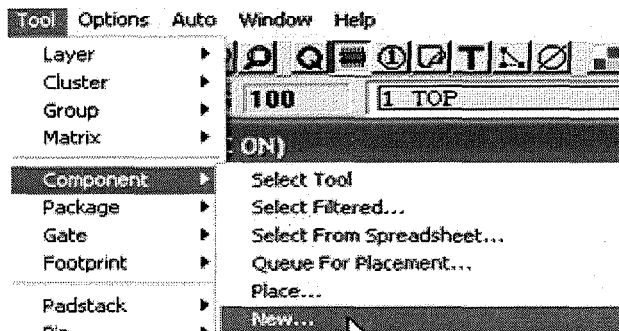 Tool Options Auto Window Help
Layer
Cluster
Group
Matrix
Component
Package
Gate
Footprint
Padstack
Pin
100
1 TOP
ON)
Select Tool
Select Filtered...
Select From Spreadsheet...
Queue For Placement...
Place...
New...